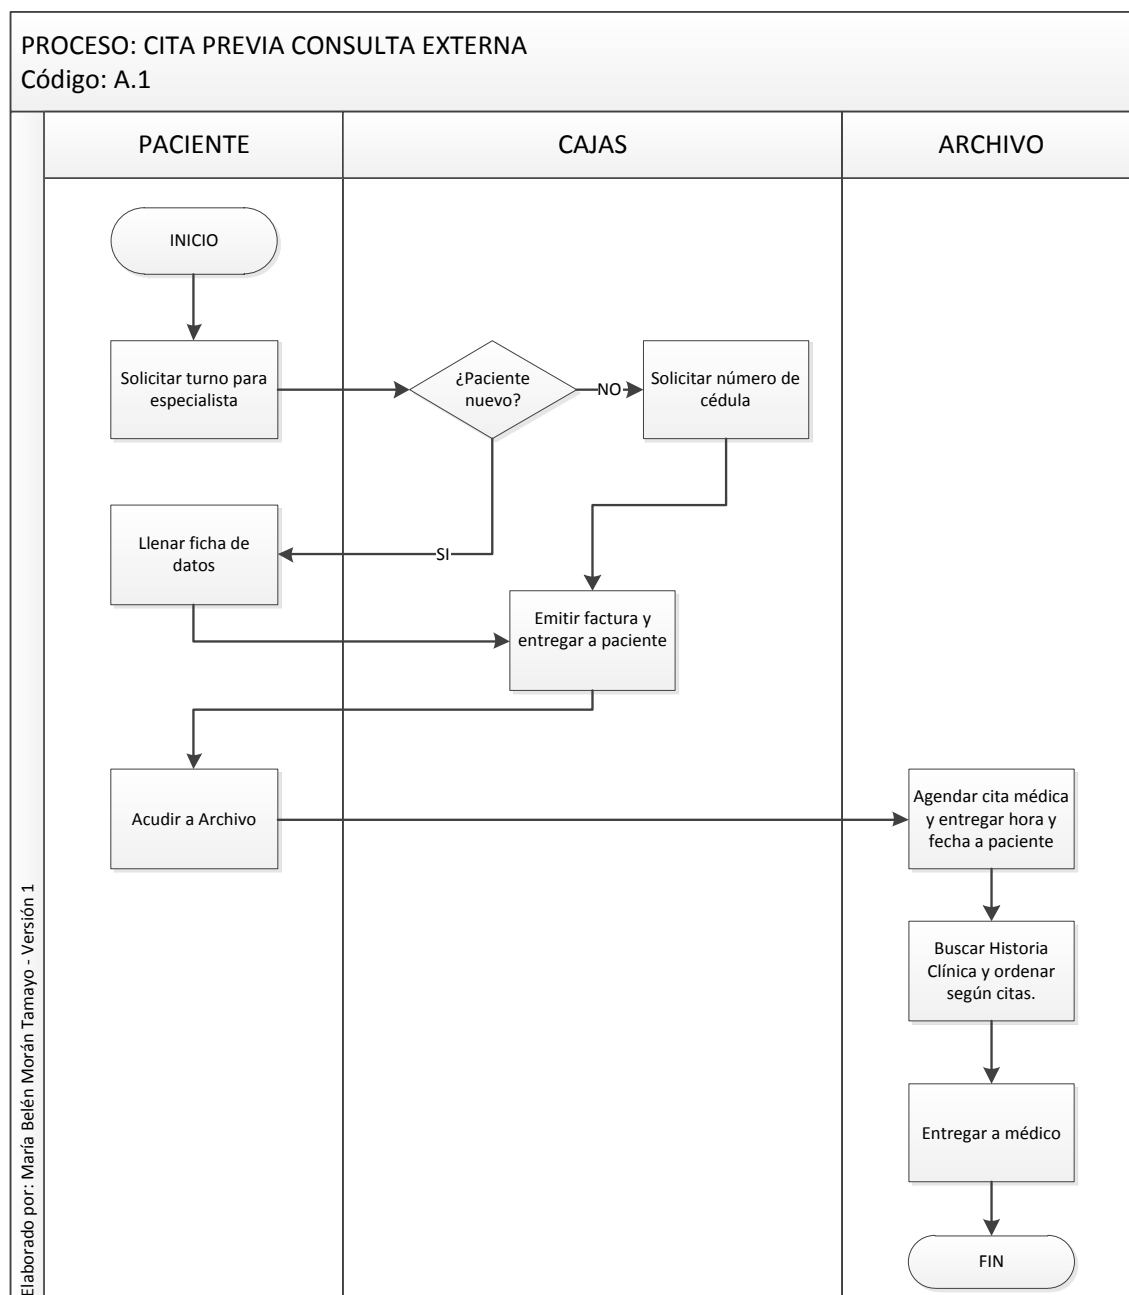 PROCESO: CITA PREVIA CONSULTA EXTERNA
Código: A.1
PACIENTE
CAJAS
ARCHIVO
INICIO
Solicitar turno para
especialista
¿Paciente
nuevo?
NO
Solicitar número de
cédula
Llenar ficha de
datos
SI
Emitir factura y
entregar a paciente
Acudir a Archivo
Agendar cita médica
y entregar hora y
fecha a paciente
Buscar Historia
Clínica y ordenar
según citas.
Entregar a médico
FIN
Elaborado por: María Belén Morán Tamayo - Versión 1